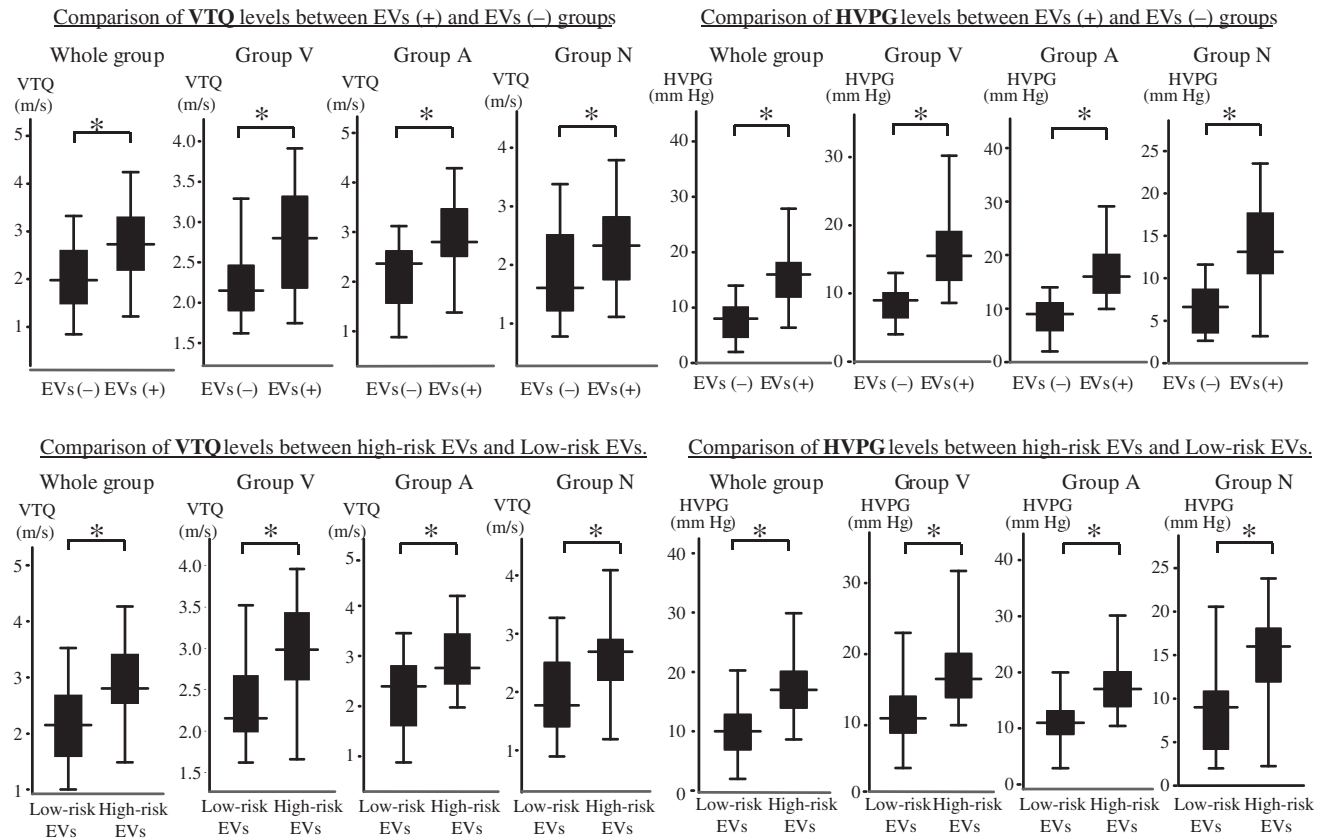 Comparison of VTQ levels between EVs (+) and EVs (–) groups
Whole group
Group V
Group A
Group N
VTQ
(m/s)
VTQ
(m/s)
VTQ
(m/s)
VTQ
(m/s)
*
*
*
*
5
4
3
2
1
4.0
3.5
3.0
2.5
2.0
1.5
5
4
3
2
1
4
3
2
1
EVs (–) EVs (+)
EVs (–) EVs (+)
EVs (–) EVs (+)
EVs (–) EVs (+)
Comparison of HVPG levels between EVs (+) and EVs (–) groups
Whole group
Group V
Group A
Group N
HVPG
(mm Hg)
HVPG
(mm Hg)
HVPG
(mm Hg)
HVPG
(mm Hg)
*
*
*
*
40
30
20
10
0
30
20
10
0
40
30
20
10
0
25
20
15
10
5
0
EVs (–) EVs (+)
EVs (–) EVs (+)
EVs (–) EVs (+)
EVs (–) EVs (+)
Comparison of VTQ levels between high-risk EVs and Low-risk EVs.
Whole group
Group V
Group A
Group N
VTQ
(m/s)
VTQ
(m/s)
VTQ
(m/s)
VTQ
(m/s)
*
*
*
*
5
4
3
2
1
4.0
3.5
3.0
2.5
2.0
1.5
5
4
3
2
1
4
3
2
1
Low-risk High-risk
EVs EVs
Low-risk High-risk
EVs EVs
Low-risk High-risk
EVs EVs
Low-risk High-risk
EVs EVs
Comparison of HVPG levels between high-risk EVs and Low-risk EVs.
Whole group
Group V
Group A
Group N
HVPG
(mm Hg)
HVPG
(mm Hg)
HVPG
(mm Hg)
HVPG
(mm Hg)
*
*
*
*
40
30
20
10
0
30
20
10
0
40
30
20
10
0
25
20
15
10
5
0
Low-risk High-risk
EVs EVs
Low-risk High-risk
EVs EVs
Low-risk High-risk
EVs EVs
Low-risk High-risk
EVs EVs